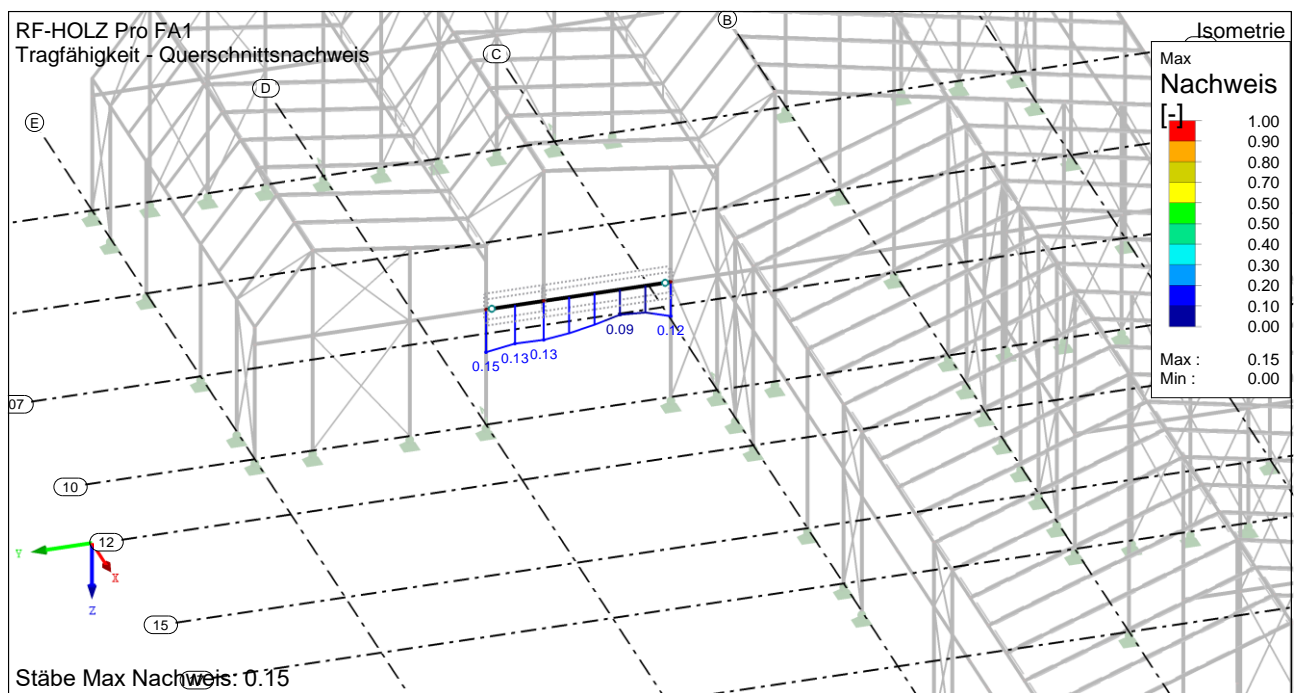 RF-HOLZ Pro FA1
Tragfähigkeit - Querschnittsnachweis
Isometrie
B
C
D
E
Max
Nachweis
[-]
1.00
0.90
0.80
0.70
0.50
0.50
0.40
0.30
0.20
0.10
0.00
Max : 0.15
Min : 0.00
0.15
0.13
0.13
0.09
0.12
07
10
12
15
Y
X
Z
Stäbe Max Nachweis: 0.15